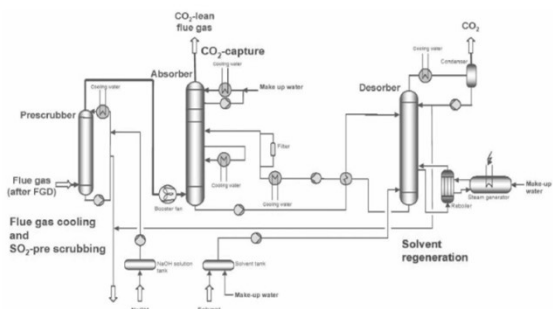 CO2-lean
flue gas
CO2
CO2-capture
Cooling water
Absorber
Make up water
Cooling water
Condenser
Desorber
Cooling water
Prescrubber
Filter
Flue gas
(after FGD)
Booster fan
Cooling water
Cooling water
Reboiler
Steam generator
Make-up
water
Flue gas cooling
and
SO2-pre scrubbing
Solvent
regeneration
NaOH solution
tank
Solvent tank
Make-up water